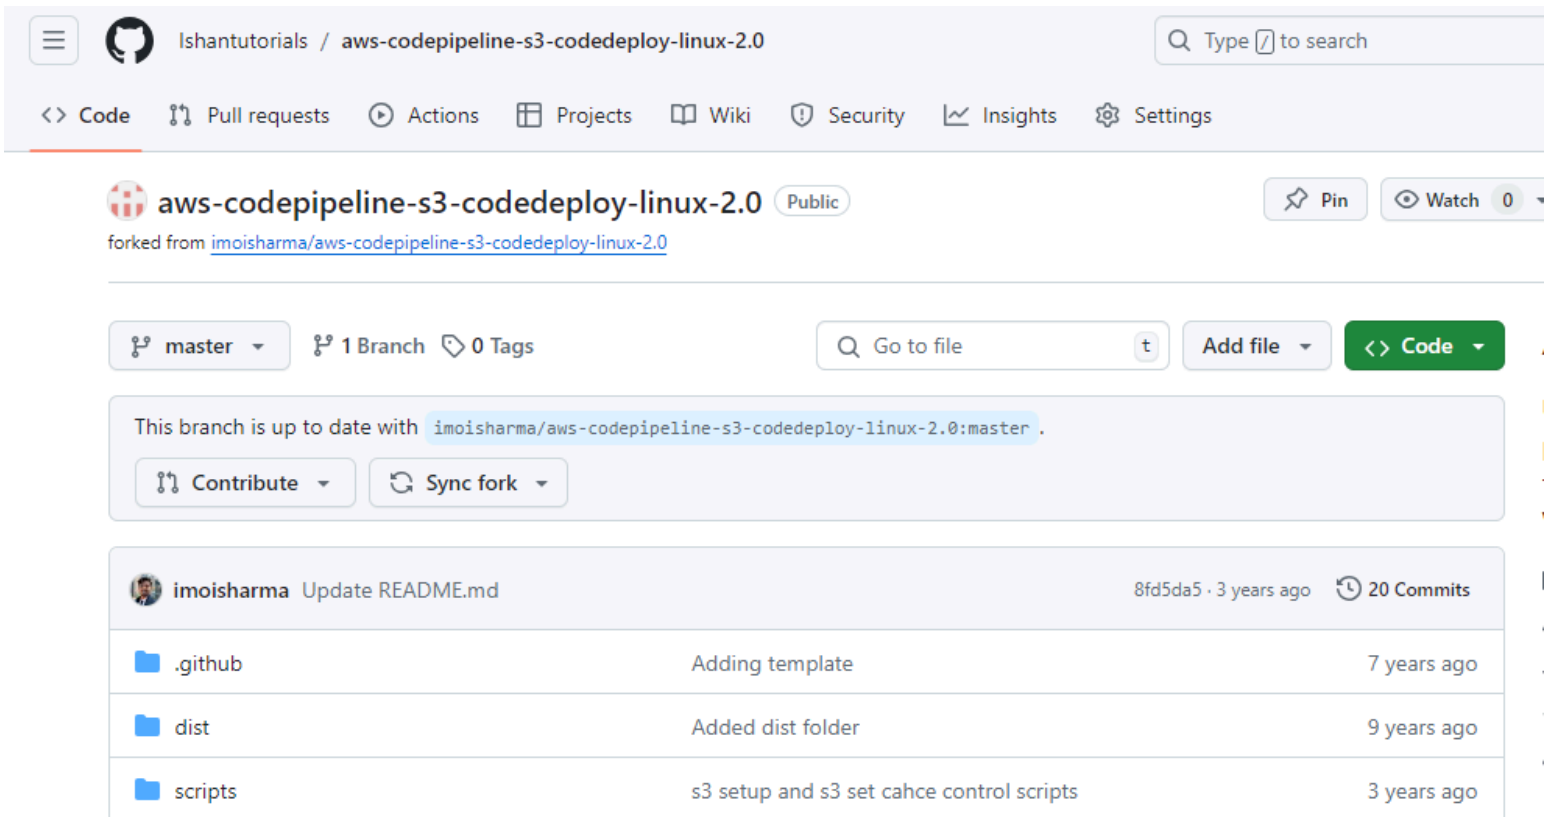 Ishantutorials / aws-codepipeline-s3-codedeploy-linux-2.0 Type / to search
Code Pull requests Actions Projects Wiki Security Insights Settings
aws-codepipeline-s3-codedeploy-linux-2.0 Public Pin Watch 0
forked from imoisharma/aws-codepipeline-s3-codedeploy-linux-2.0
master 1 Branch 0 Tags Go to file t Add file Code
This branch is up to date with imoisharma/aws-codepipeline-s3-codedeploy-linux-2.0:master .
Contribute Sync fork
imoisharma Update README.md 8fd5da5 · 3 years ago 20 Commits
.github Adding template 7 years ago
dist Added dist folder 9 years ago
scripts s3 setup and s3 set cahce control scripts 3 years ago